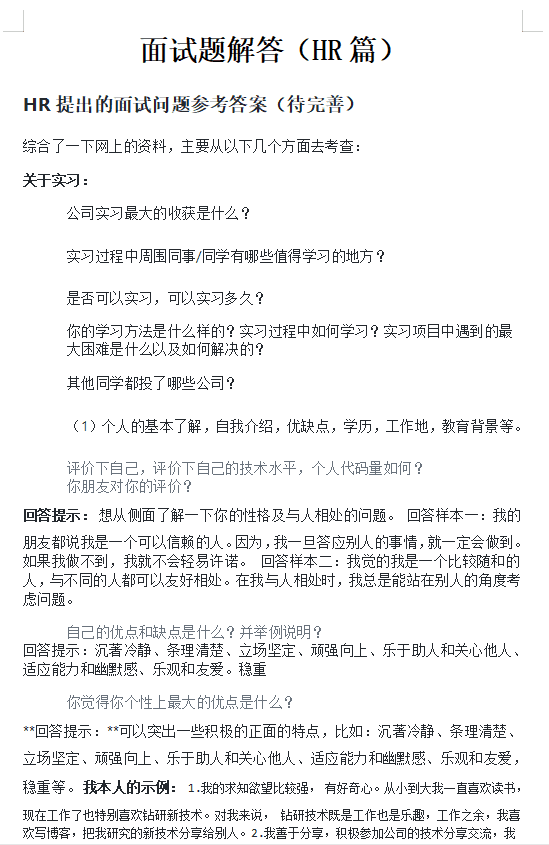 面试题解答（HR 篇）
HR 提出的面试问题参考答案（待完善）
综合了一下网上的资料，主要从以下几个方面去考查：
关于实习：
公司实习最大的收获是什么？
实习过程中周围同事/同学有哪些值得学习的地方？
是否可以实习，可以实习多久？
你的学习方法是什么样的？实习过程中如何学习？实习项目中遇到的最
大困难是什么以及如何解决的？
其他同学都投了哪些公司？
（1）个人的基本了解，自我介绍，优缺点，学历，工作地，教育背景等。
评价下自己，评价下自己的技术水平，个人代码量如何？
你朋友对你的评价？
回答提示： 想从侧面了解一下你的性格及与人相处的问题。 回答样本一：我的
朋友都说我是一个可以信赖的人。因为，我一旦答应别人的事情，就一定会做到。
如果我做不到，我就不会轻易许诺。 回答样本二：我觉的我是一个比较随和的
人，与不同的人都可以友好相处。在我与人相处时，我总是能站在别人的角度考
虑问题。
自己的优点和缺点是什么？并举例说明？
回答提示：沉著冷静、条理清楚、立场坚定、顽强向上、乐于助人和关心他人、
适应能力和幽默感、乐观和友爱。稳重
你觉得你个性上最大的优点是什么？
**回答提示：**可以突出一些积极的正面的特点，比如：沉著冷静、条理清楚、
立场坚定、顽强向上、乐于助人和关心他人、适应能力和幽默感、乐观和友爱，
稳重等。 我本人的示例： 1.我的求知欲望比较强， 有好奇心。从小到大我一直喜欢读书，
现在工作了也特别喜欢钻研新技术。对我来说， 钻研技术既是工作也是乐趣，工作之余，我喜
欢写博客，把我研究的新技术分享给别人。2.我善于分享，积极参加公司的技术分享交流，我